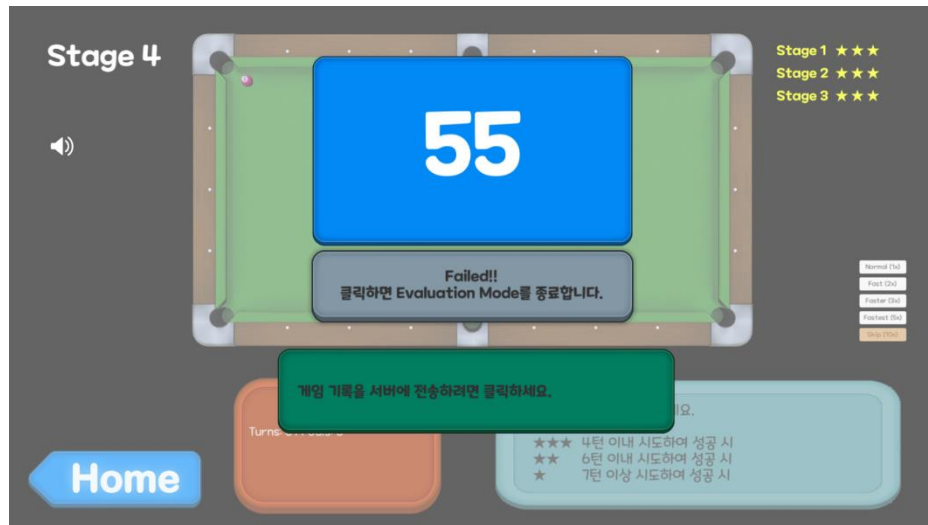 Stage 4
Stage 1 ★★★
Stage 2 ★★★
Stage 3 ★★★
55
Failed!!
클릭하면 Evaluation Mode를 종료합니다.
Normal (1x)
Fast (2x)
Faster (3x)
Fastest (5x)
Skip (10x)
게임 기록을 서버에 전송하려면 클릭하세요.
요.
Turns
★★★ 4턴 이내 시도하여 성공 시
★★ 6턴 이내 시도하여 성공 시
★ 7턴 이상 시도하여 성공 시
Home